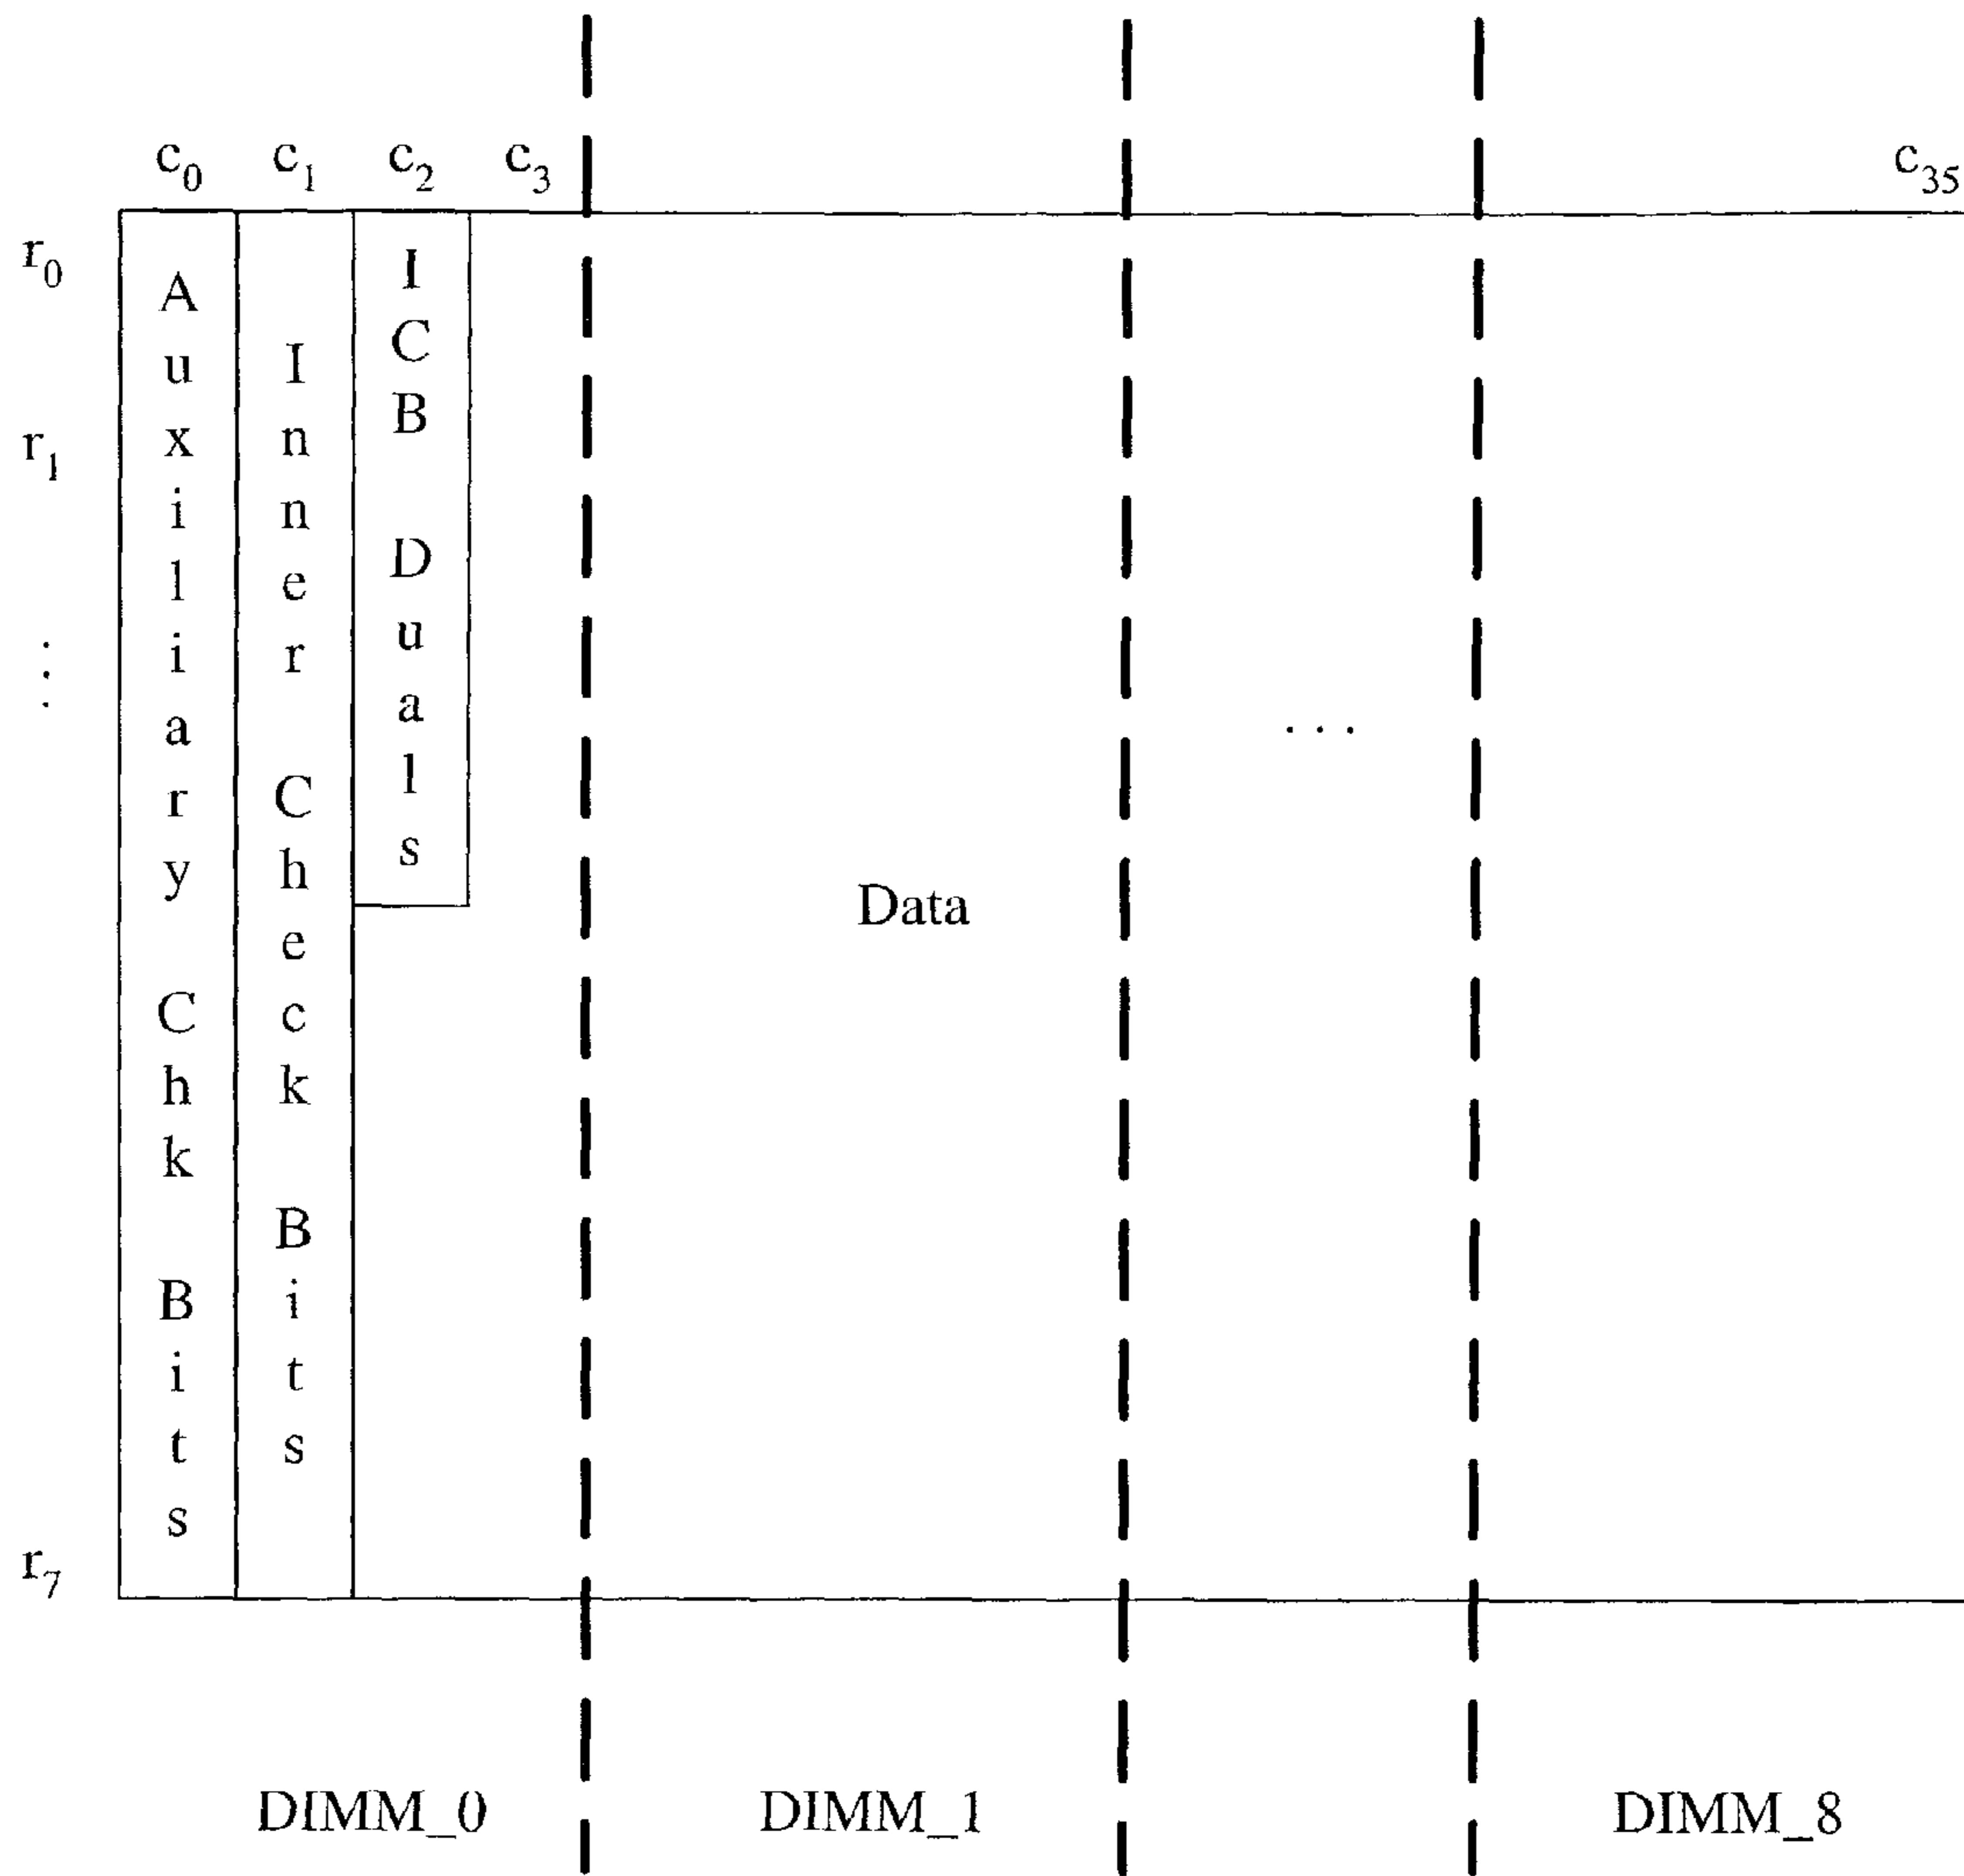 c0 c1 c2 c3 c35
r0
r1
⋮
r7
Auxiliary Chk Bits
Inner Check Bits
ICB Duals
Data
...
DIMM_0 DIMM_1 DIMM_8